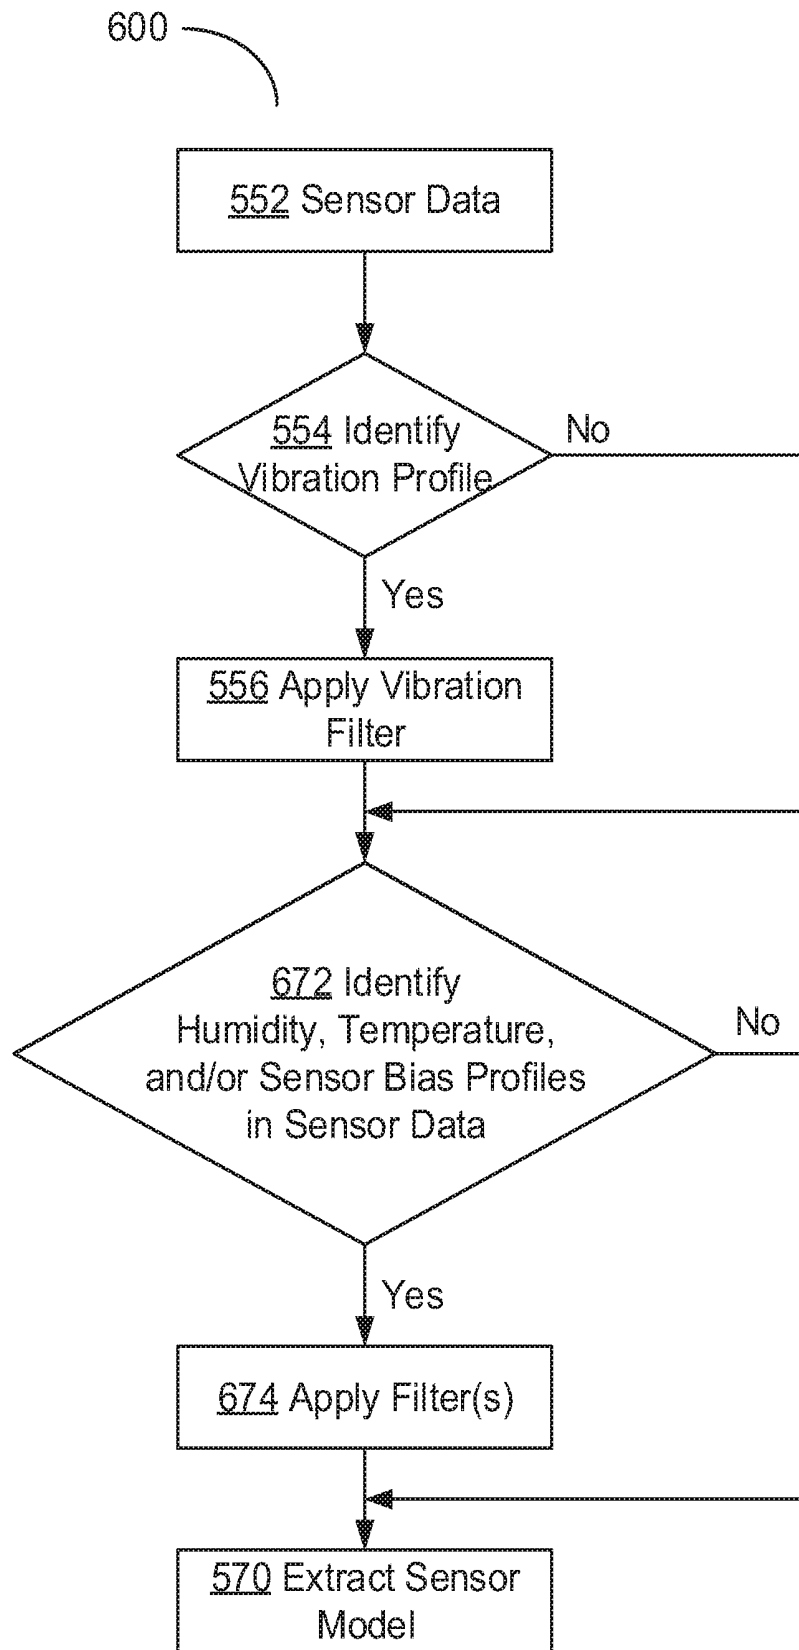 600
552 Sensor Data
554 Identify
Vibration Profile
No
Yes
556 Apply Vibration
Filter
672 Identify
Humidity, Temperature,
and/or Sensor Bias Profiles
in Sensor Data
No
Yes
674 Apply Filter(s)
570 Extract Sensor
Model